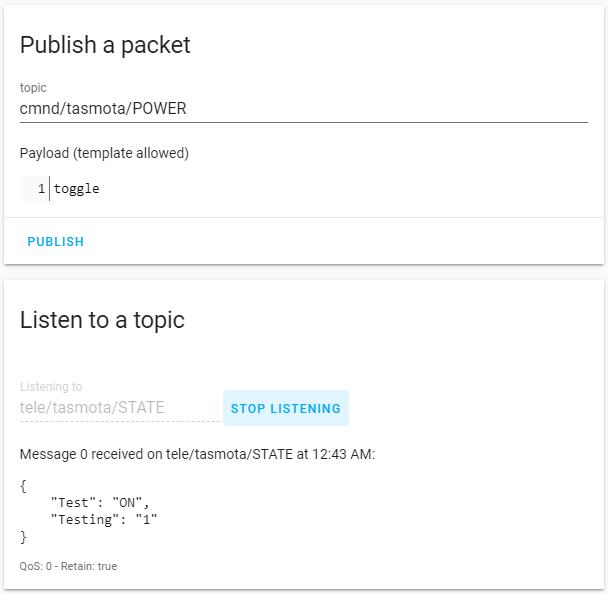 Publish a packet
topic
cmnd/tasmota/POWER
Payload (template allowed)
1 toggle
PUBLISH
Listen to a topic
Listening to
tele/tasmota/STATE
STOP LISTENING
Message 0 received on tele/tasmota/STATE at 12:43 AM:
{
    "Test": "ON",
    "Testing": "1"
}
QoS: 0 - Retain: true